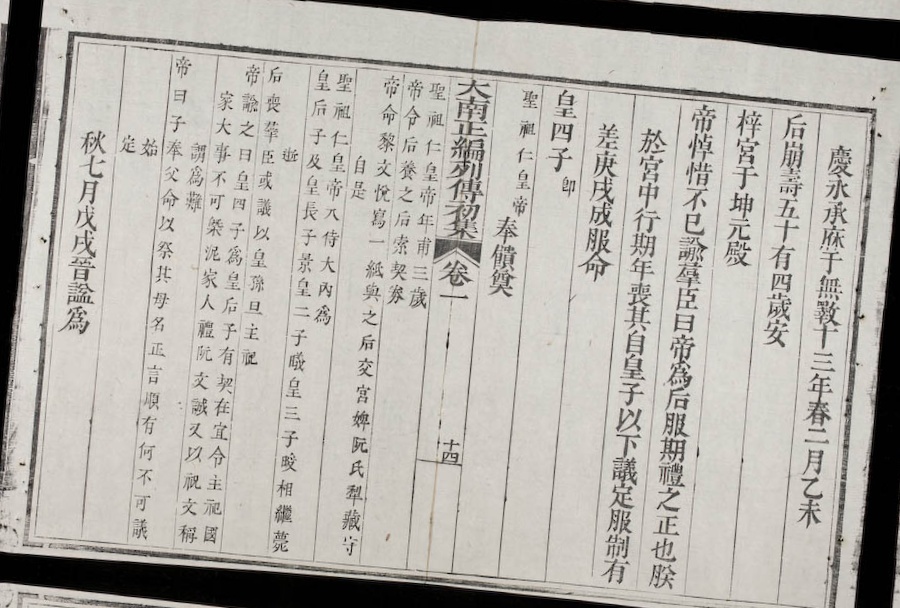 慶永承庥于無斁十三年春二月乙未
后崩壽五十有四歲安
梓宮于坤元殿
帝悼惜不已諭羣臣曰帝爲后服期禮之正也朕
於宮中行期年喪其自皇子以下議定服制有
差庚戌成服命
皇四子即
聖祖仁皇帝奉饋奠
大南正編列傳初集 卷一 十四
聖祖仁皇帝年甫三歲
帝令后養之后索契券
帝命黎文悅寫一紙與之后交宮婢阮氏犁藏守
自是
聖祖仁皇帝入侍大內爲
皇后子及皇長子景皇二子曦皇三子晙相繼薨
逝
后喪羣臣或議以皇孫旦主祀
帝諭之曰皇四子爲皇后子有契在宜令主祀國
家大事不可槩泥家人禮阮文誠又以祝文稱
謂爲難
帝曰子奉父命以祭其母名正言順有何不可議
始
定
秋七月戊戌晉謚爲